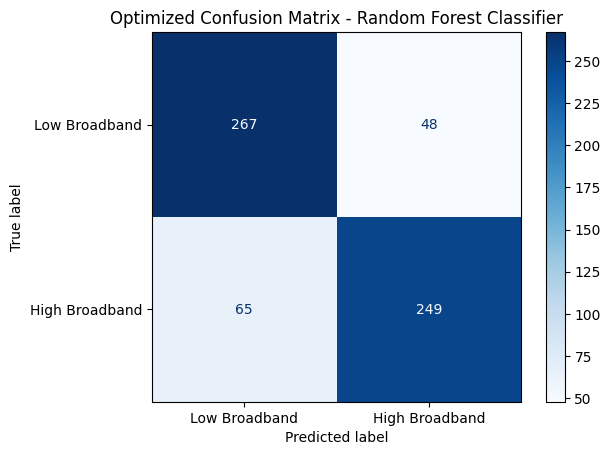 Optimized Confusion Matrix - Random Forest Classifier
True label
Low Broadband
High Broadband
267
48
65
249
Low Broadband
High Broadband
Predicted label
250
225
200
175
150
125
100
75
50